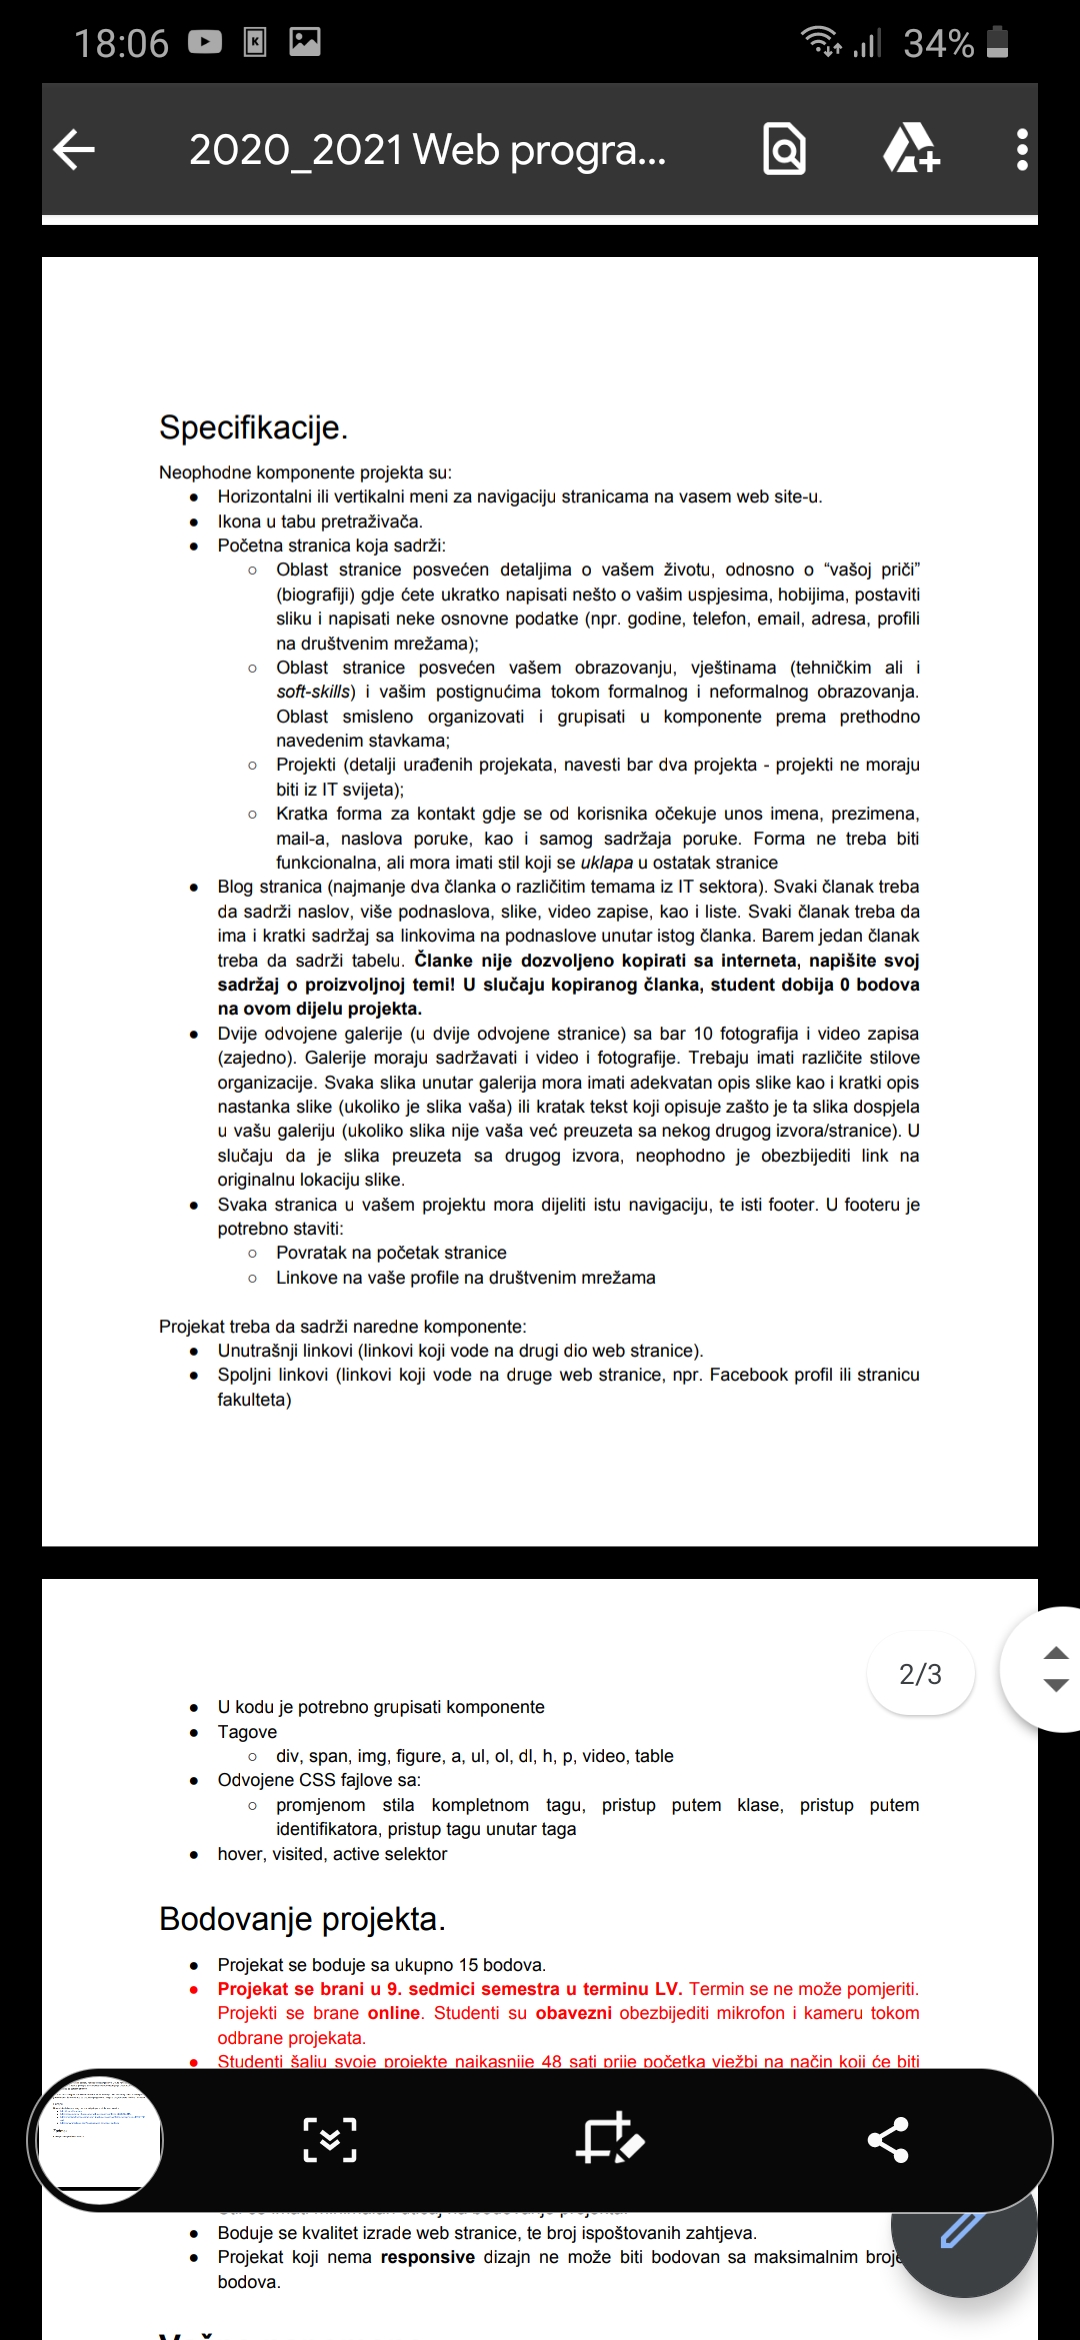 18:06
34%
2020_2021 Web progra...
Specifikacije.
Neophodne komponente projekta su:
● Horizontalni ili vertikalni meni za navigaciju stranicama na vasem web site-u.
● Ikona u tabu pretraživača.
● Početna stranica koja sadrži:
○ Oblast stranice posvećen detaljima o vašem životu, odnosno o “vašoj priči”
(biografiji) gdje ćete ukratko napisati nešto o vašim uspjesima, hobijima, postaviti
sliku i napisati neke osnovne podatke (npr. godine, telefon, email, adresa, profili
na društvenim mrežama);
○ Oblast stranice posvećen vašem obrazovanju, vještinama (tehničkim ali i
soft-skills) i vašim postignućima tokom formalnog i neformalnog obrazovanja.
Oblast smisleno organizovati i grupisati u komponente prema prethodno
navedenim stavkama;
○ Projekti (detalji urađenih projekata, navesti bar dva projekta - projekti ne moraju
biti iz IT svijeta);
○ Kratka forma za kontakt gdje se od korisnika očekuje unos imena, prezimena,
mail-a, naslova poruke, kao i samog sadržaja poruke. Forma ne treba biti
funkcionalna, ali mora imati stil koji se uklapa u ostatak stranice
● Blog stranica (najmanje dva članka o različitim temama iz IT sektora). Svaki članak treba
da sadrži naslov, više podnaslova, slike, video zapise, kao i liste. Svaki članak treba da
ima i kratki sadržaj sa linkovima na podnaslove unutar istog članka. Barem jedan članak
treba da sadrži tabelu. Članke nije dozvoljeno kopirati sa interneta, napišite svoj
sadržaj o proizvoljnoj temi! U slučaju kopiranog članka, student dobija 0 bodova
na ovom dijelu projekta.
● Dvije odvojene galerije (u dvije odvojene stranice) sa bar 10 fotografija i video zapisa
(zajedno). Galerije moraju sadržavati i video i fotografije. Trebaju imati različite stilove
organizacije. Svaka slika unutar galerija mora imati adekvatan opis slike kao i kratki opis
nastanka slike (ukoliko je slika vaša) ili kratak tekst koji opisuje zašto je ta slika dospjela
u vašu galeriju (ukoliko slika nije vaša već preuzeta sa nekog drugog izvora/stranice). U
slučaju da je slika preuzeta sa drugog izvora, neophodno je obezbijediti link na
originalnu lokaciju slike.
● Svaka stranica u vašem projektu mora dijeliti istu navigaciju, te isti footer. U footeru je
potrebno staviti:
○ Povratak na početak stranice
○ Linkove na vaše profile na društvenim mrežama
Projekat treba da sadrži naredne komponente:
● Unutrašnji linkovi (linkovi koji vode na drugi dio web stranice).
● Spoljni linkovi (linkovi koji vode na druge web stranice, npr. Facebook profil ili stranicu
fakulteta)
2/3
● U kodu je potrebno grupisati komponente
● Tagove
○ div, span, img, figure, a, ul, ol, dl, h, p, video, table
● Odvojene CSS fajlove sa:
○ promjenom stila kompletnom tagu, pristup putem klase, pristup putem
identifikatora, pristup tagu unutar taga
● hover, visited, active selektor
Bodovanje projekta.
● Projekat se boduje sa ukupno 15 bodova.
● Projekat se brani u 9. sedmici semestra u terminu LV. Termin se ne može pomjeriti.
Projekti se brane online. Studenti su obavezni obezbijediti mikrofon i kameru tokom
odbrane projekata.
● Studenti šalju svoje projekte najkasnije 48 sati prije početka vježbi na način koji će biti
● Boduje se kvalitet izrade web stranice, te broj ispoštovanih zahtjeva.
● Projekat koji nema responsive dizajn ne može biti bodovan sa maksimalnim
bodova.